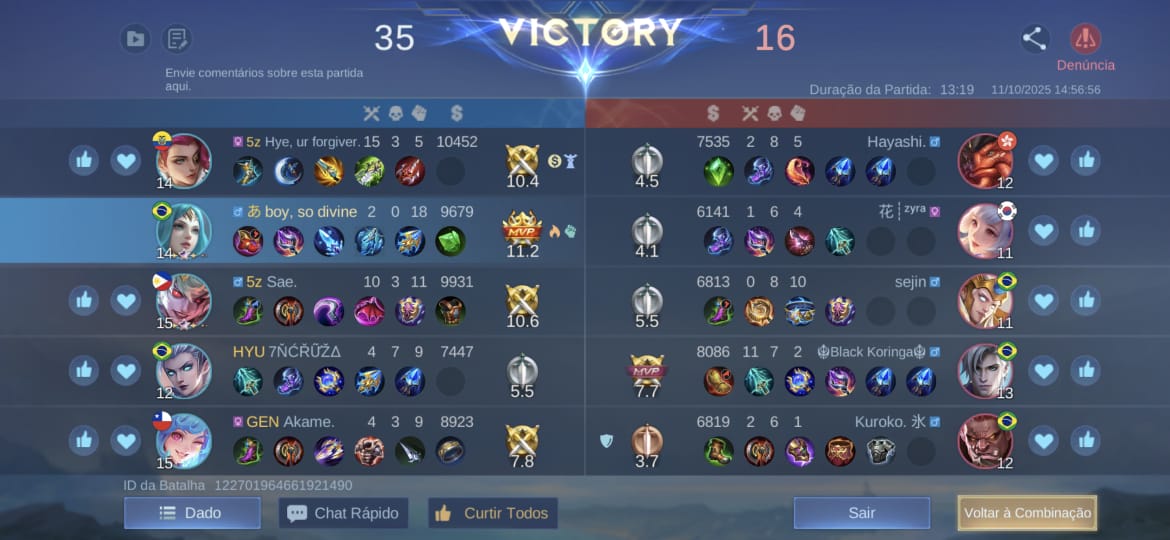 35
VICTORY
16
Envie comentários sobre esta partida
aqui.
Denúncia
Duração da Partida: 13:19 11/10/2025 14:56:56
5z Hye, ur forgiver. 15 3 5 10452
14
10.4
7535 2 8 5 Hayashi.
4.5
12
あ boy, so divine 2 0 18 9679
14
MVP
11.2
6141 1 6 4 花┆zyra
4.1
11
5z Sae. 10 3 11 9931
15
10.6
6813 0 8 10 sejin
5.5
11
HYU 7ÑĆŘŰŽΔ 4 7 9 7447
12
5.5
8086 11 7 2 ☬Black Koringa☬
MVP
7.7
13
GEN Akame. 4 3 9 8923
15
7.8
6819 2 6 1 Kuroko. 氷
3.7
12
ID da Batalha 122701964661921490
Dado
Chat Rápido
Curtir Todos
Sair
Voltar à Combinação